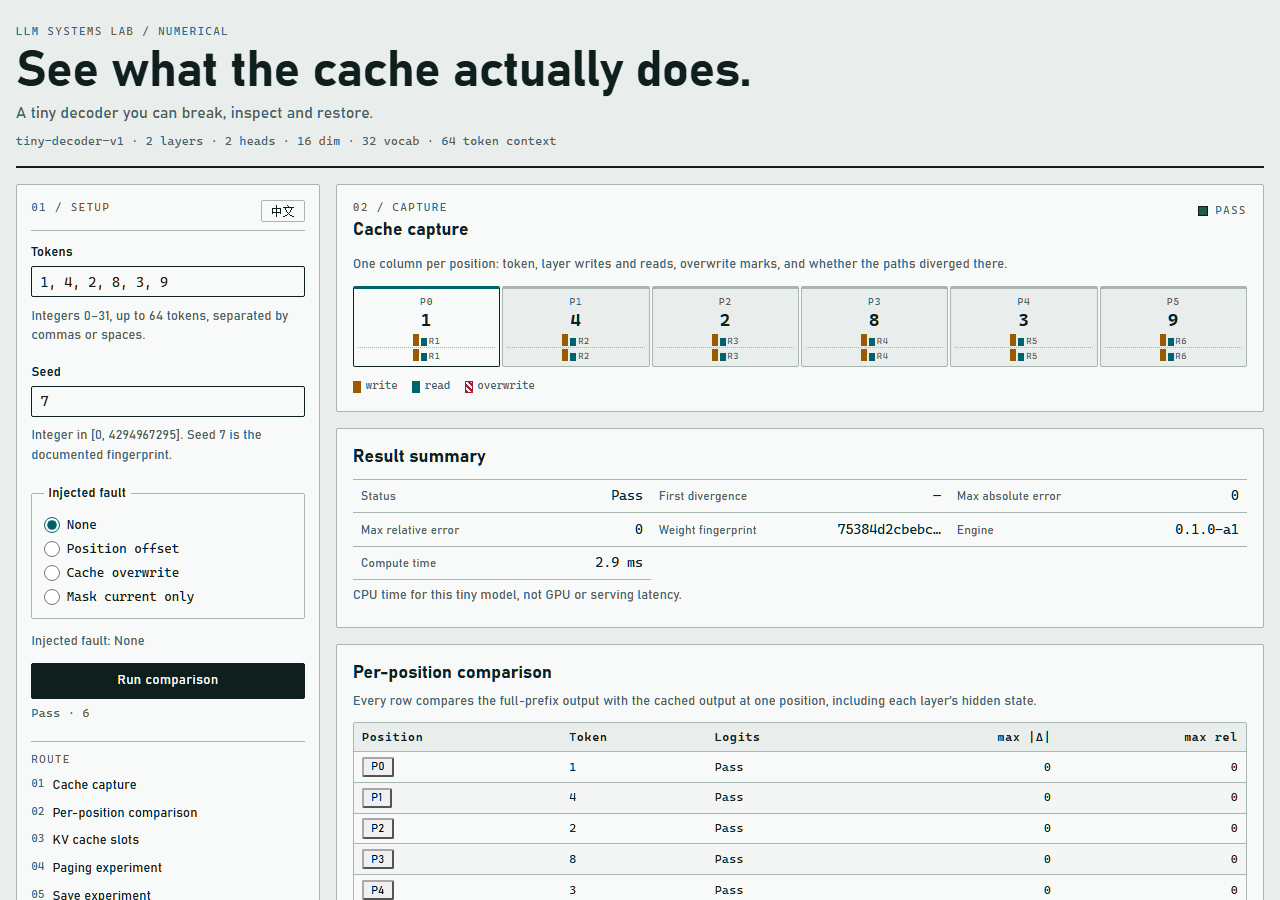 LLM SYSTEMS LAB / NUMERICAL
See what the cache actually does.
A tiny decoder you can break, inspect and restore.
tiny-decoder-v1 · 2 layers · 2 heads · 16 dim · 32 vocab · 64 token context
01 / SETUP
中文
Tokens
1, 4, 2, 8, 3, 9
Integers 0–31, up to 64 tokens, separated by
commas or spaces.
Seed
7
Integer in [0, 4294967295]. Seed 7 is the
documented fingerprint.
Injected fault
None
Position offset
Cache overwrite
Mask current only
Injected fault: None
Run comparison
Pass · 6
ROUTE
01 Cache capture
02 Per-position comparison
03 KV cache slots
04 Paging experiment
05 Save experiment
02 / CAPTURE
PASS
Cache capture
One column per position: token, layer writes and reads, overwrite marks, and whether the paths diverged there.
P0 P1 P2 P3 P4 P5
1 4 2 8 3 9
R1 R2 R3 R4 R5 R6
R1 R2 R3 R4 R5 R6
write read overwrite
Result summary
Status Pass First divergence – Max absolute error 0
Max relative error 0 Weight fingerprint 75384d2cbebc… Engine 0.1.0-a1
Compute time 2.9 ms
CPU time for this tiny model, not GPU or serving latency.
Per-position comparison
Every row compares the full-prefix output with the cached output at one position, including each layer's hidden state.
Position Token Logits max |Δ| max rel
P0 1 Pass 0 0
P1 4 Pass 0 0
P2 2 Pass 0 0
P3 8 Pass 0 0
P4 3 Pass 0 0